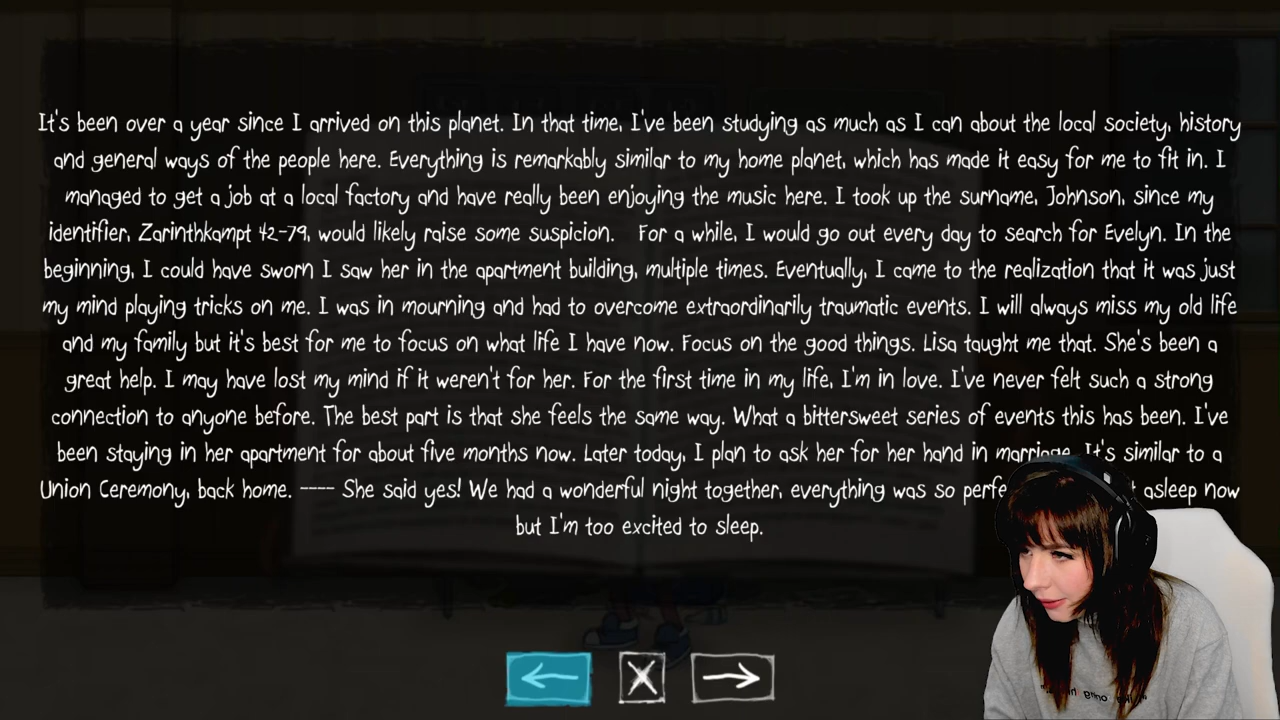 It's been over a year since I arrived on this planet. In that time, I've been studying as much as I can about the local society, history
and general ways of the people here. Everything is remarkably similar to my home planet, which has made it easy for me to fit in. I
managed to get a job at a local factory and have really been enjoying the music here. I took up the surname, Johnson, since my
identifier, Zarinthkampt 42-79, would likely raise some suspicion. For a while, I would go out every day to search for Evelyn. In the
beginning, I could have sworn I saw her in the apartment building, multiple times. Eventually, I came to the realization that it was just
my mind playing tricks on me. I was in mourning and had to overcome extraordinarily traumatic events. I will always miss my old life
and my family but it's best for me to focus on what life I have now. Focus on the good things. Lisa taught me that. She's been a
great help. I may have lost my mind if it weren't for her. For the first time in my life, I'm in love. I've never felt such a strong
connection to anyone before. The best part is that she feels the same way. What a bittersweet series of events this has been. I've
been staying in her apartment for about five months now. Later today, I plan to ask her for her hand in marriage. It's similar to a
Union Ceremony, back home. ---- She said yes! We had a wonderful night together, everything was so asleep now
but I'm too excited to sleep.